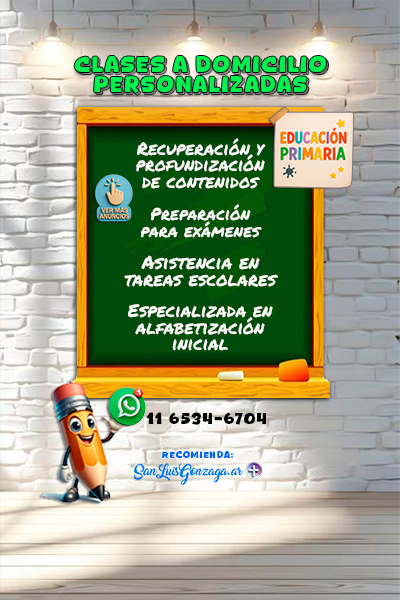 CLASES A DOMICILIO
PERSONALIZADAS
EDUCACIÓN
PRIMARIA
RECUPERACIÓN Y
PROFUNDIZACIÓN
DE CONTENIDOS
VER MÁS
ANUNCIOS
PREPARACIÓN
PARA EXÁMENES
ASISTENCIA EN
TAREAS ESCOLARES
ESPECIALIZADA EN
ALFABETIZACIÓN
INICIAL
1
11 6534-6704
RECOMIENDA:
SanLuisGonzaga.ar